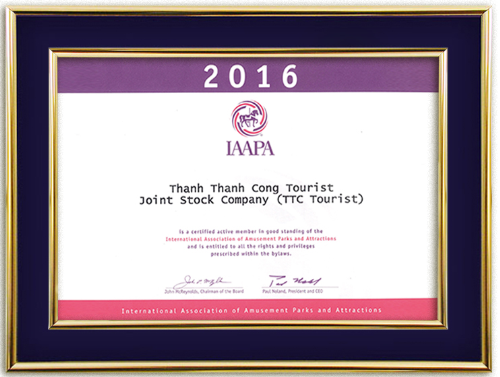 2016
IAAPA
Thanh Thanh Cong Tourist
Joint Stock Company (TTC Tourist)
is a certified active member in good standing of the
International Association of Amusement Parks and Attractions
and is entitled to all the rights and privileges
prescribed within the bylaws.
John McReynolds, Chairman of the Board
Paul Noland, President and CEO
International Association of Amusement Parks and Attractions